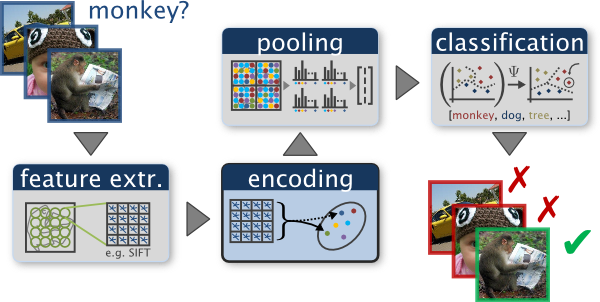 monkey?
pooling
classification
Ψ
[monkey, dog, tree, ...]
feature extr.
e.g. SIFT
encoding